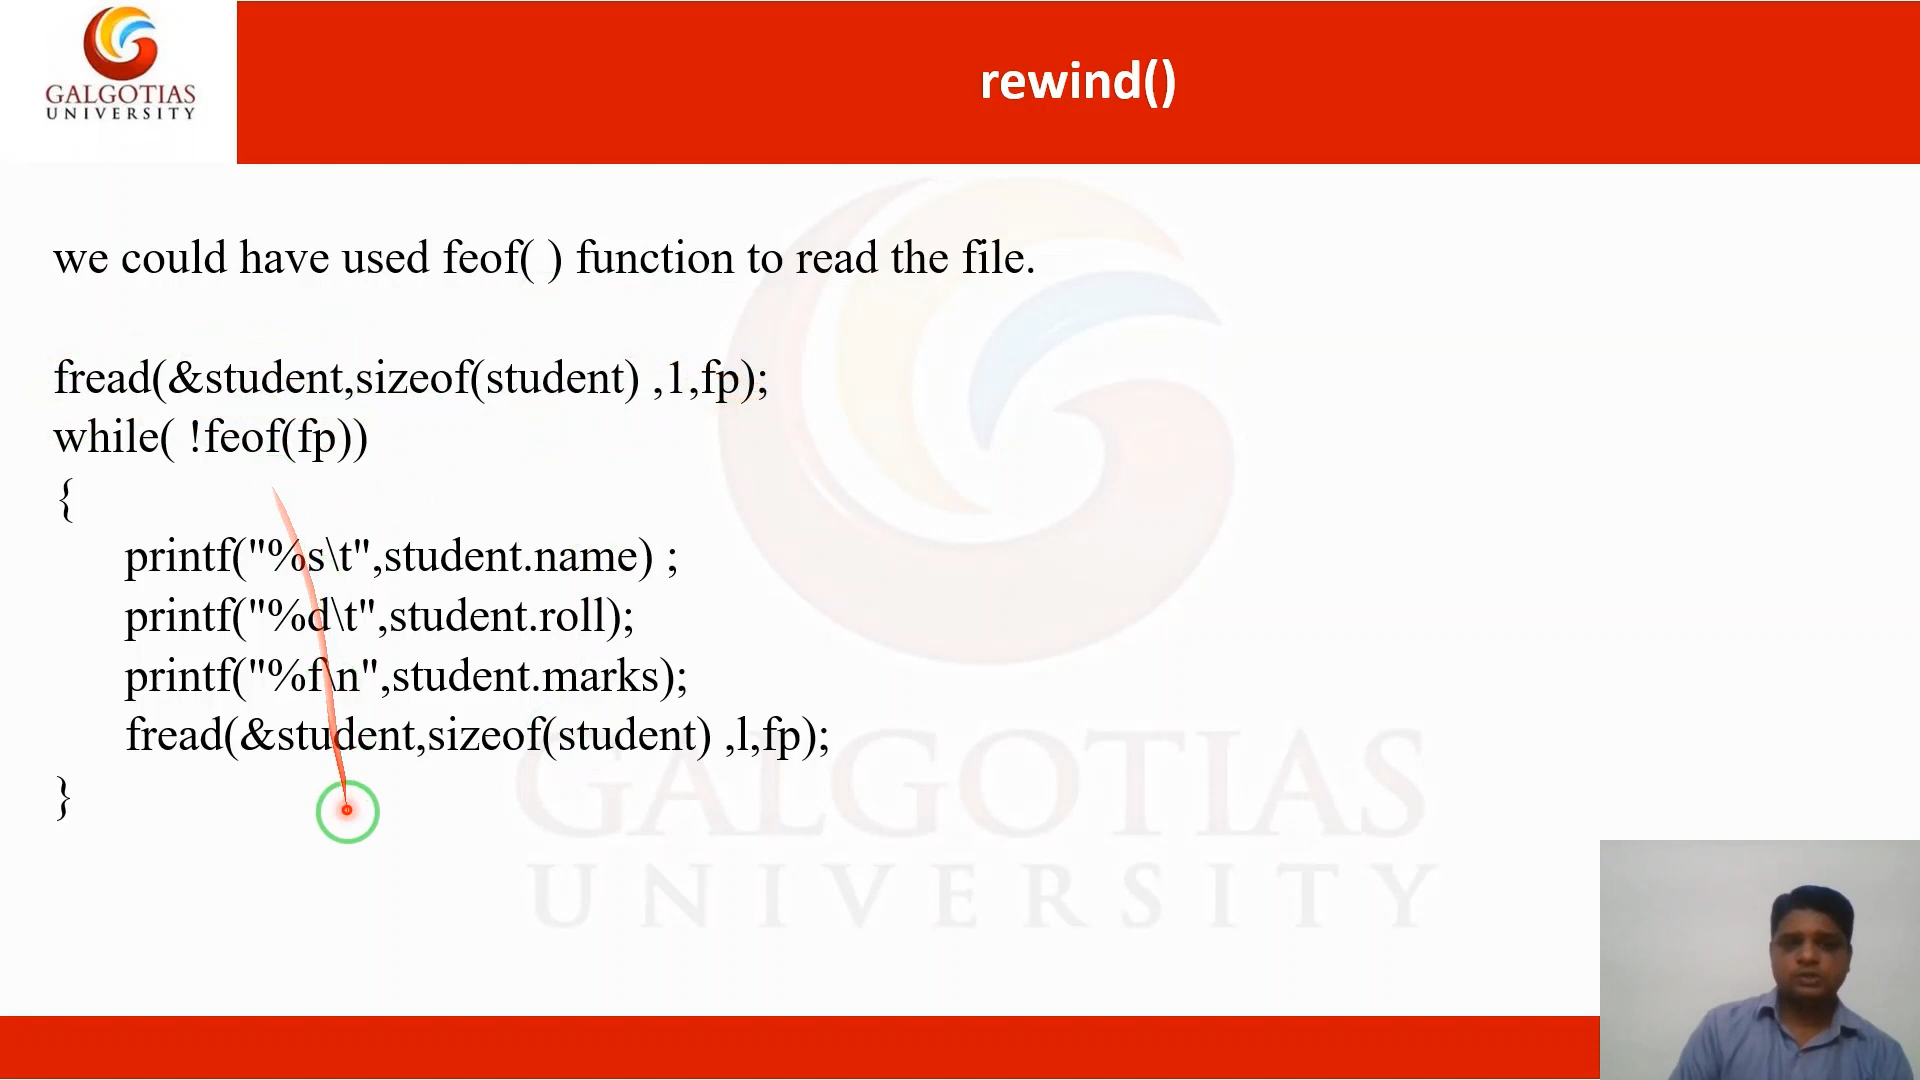 GALGOTIAS
UNIVERSITY
rewind()
we could have used feof( ) function to read the file.
fread(&student,sizeof(student) ,1,fp);
while( !feof(fp))
{
printf("%s\t",student.name) ;
printf("%d\t",student.roll);
printf("%f\n",student.marks);
fread(&student,sizeof(student) ,l,fp);
}
GALGOTIAS
UNIVERSITY